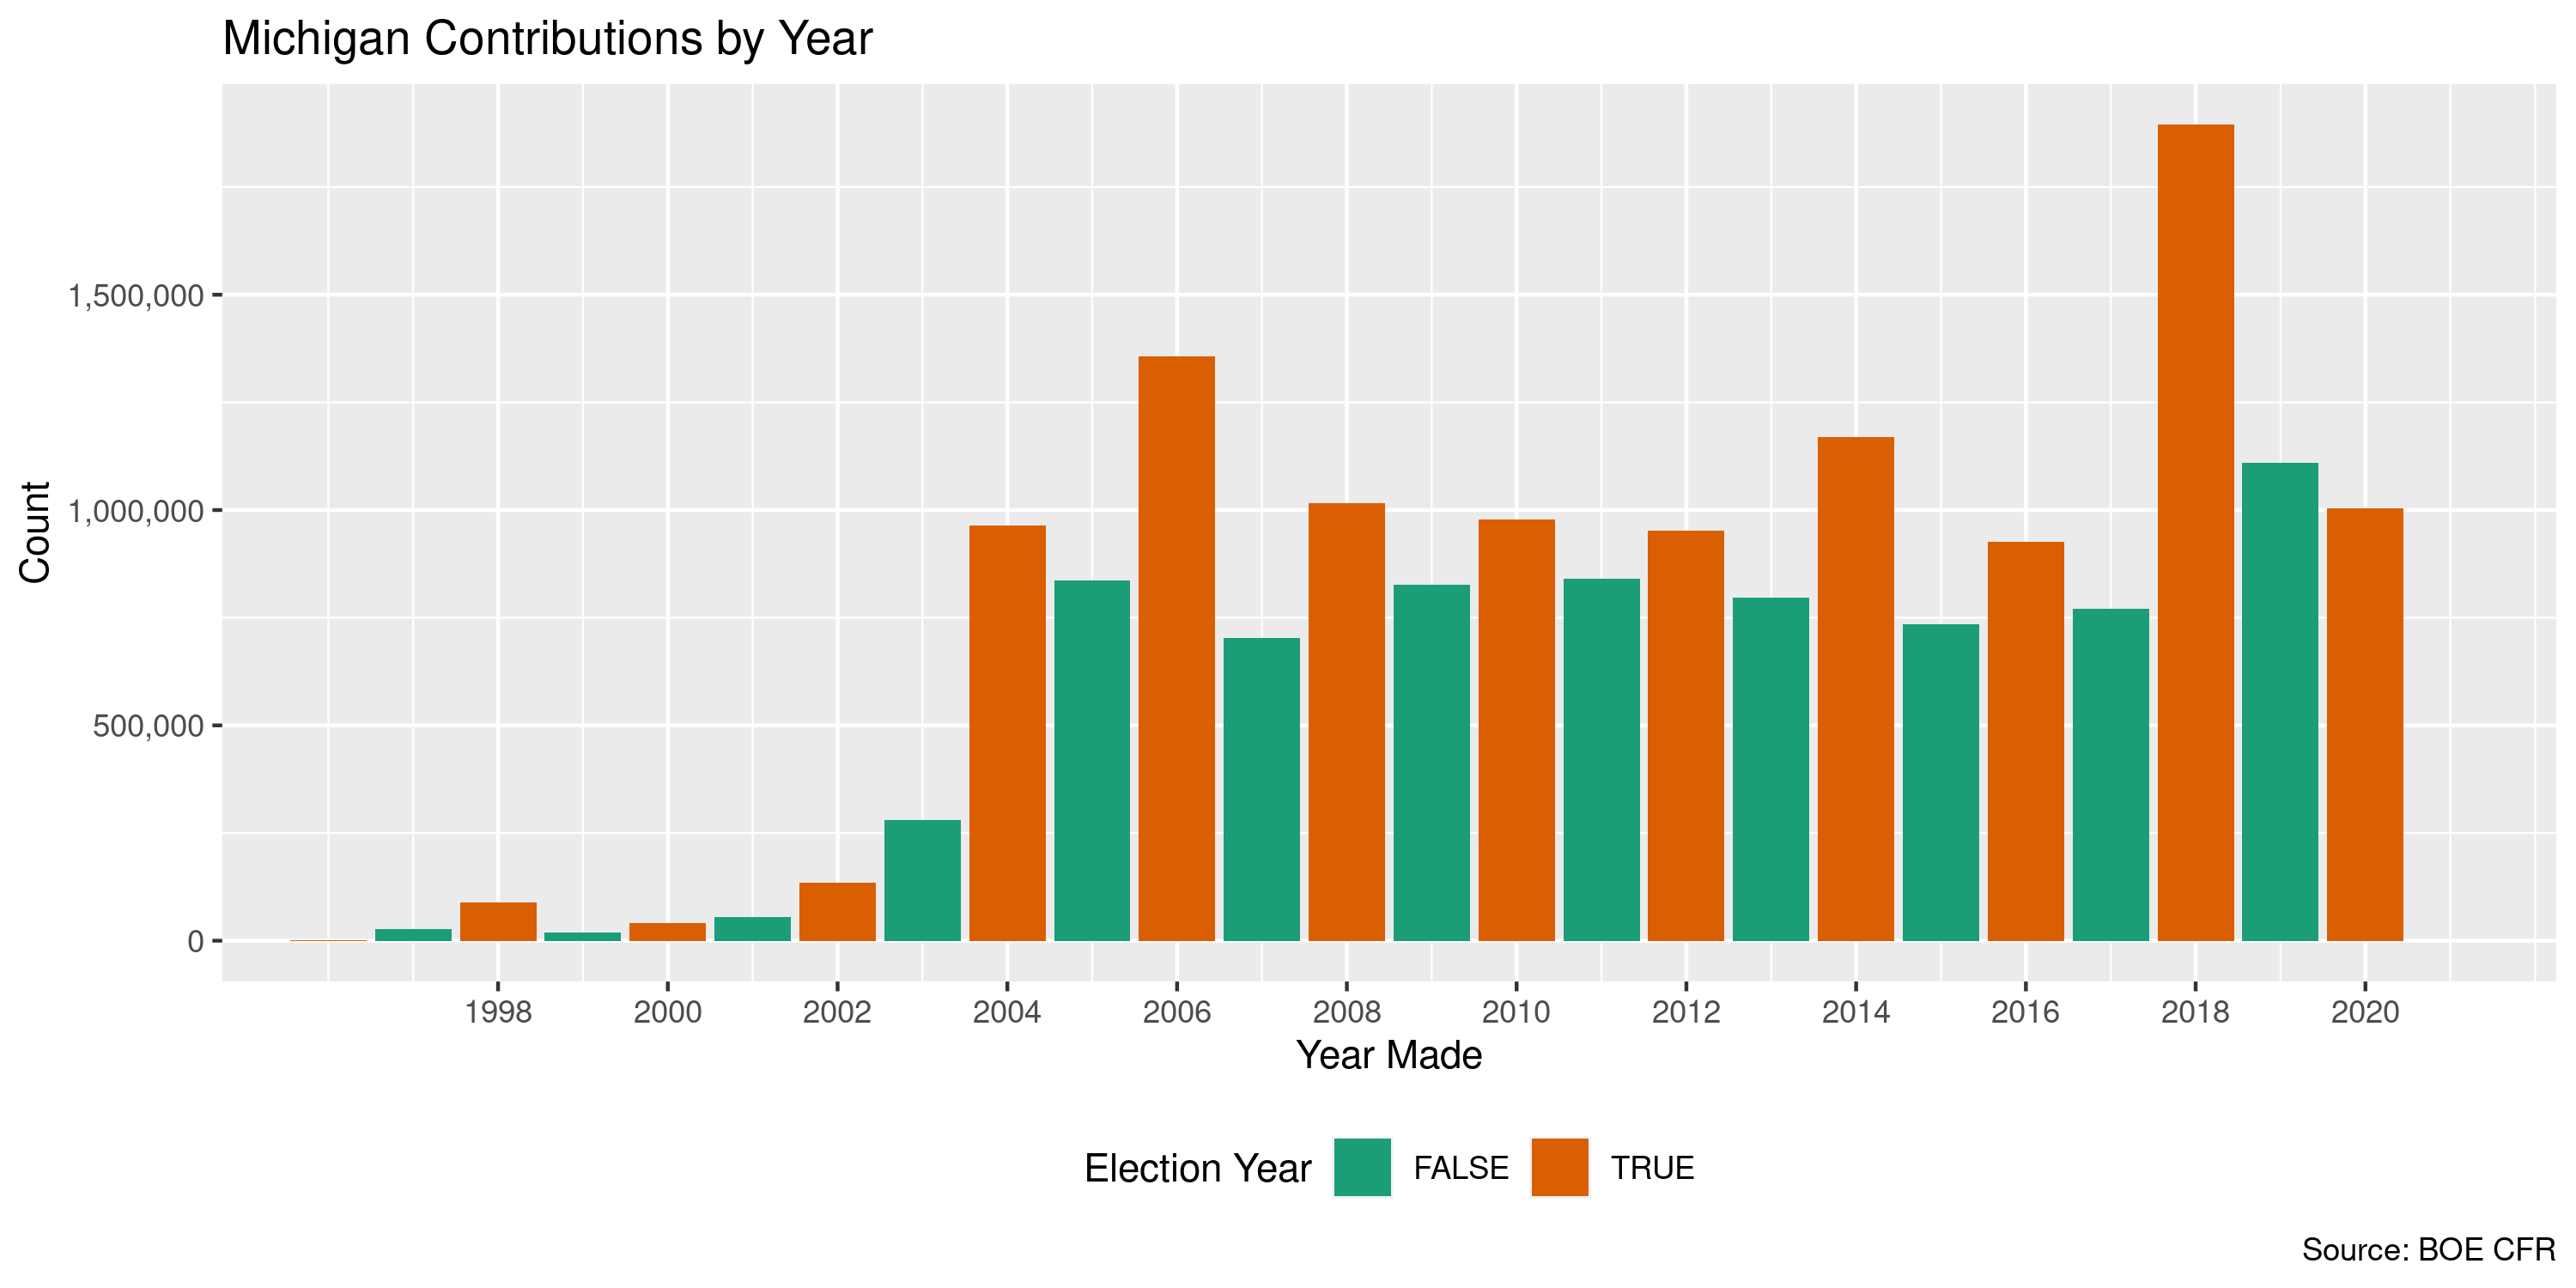 Michigan Contributions by Year
Count
1,500,000
1,000,000
500,000
0
1998 2000 2002 2004 2006 2008 2010 2012 2014 2016 2018 2020
Year Made
Election Year FALSE TRUE
Source: BOE CFR